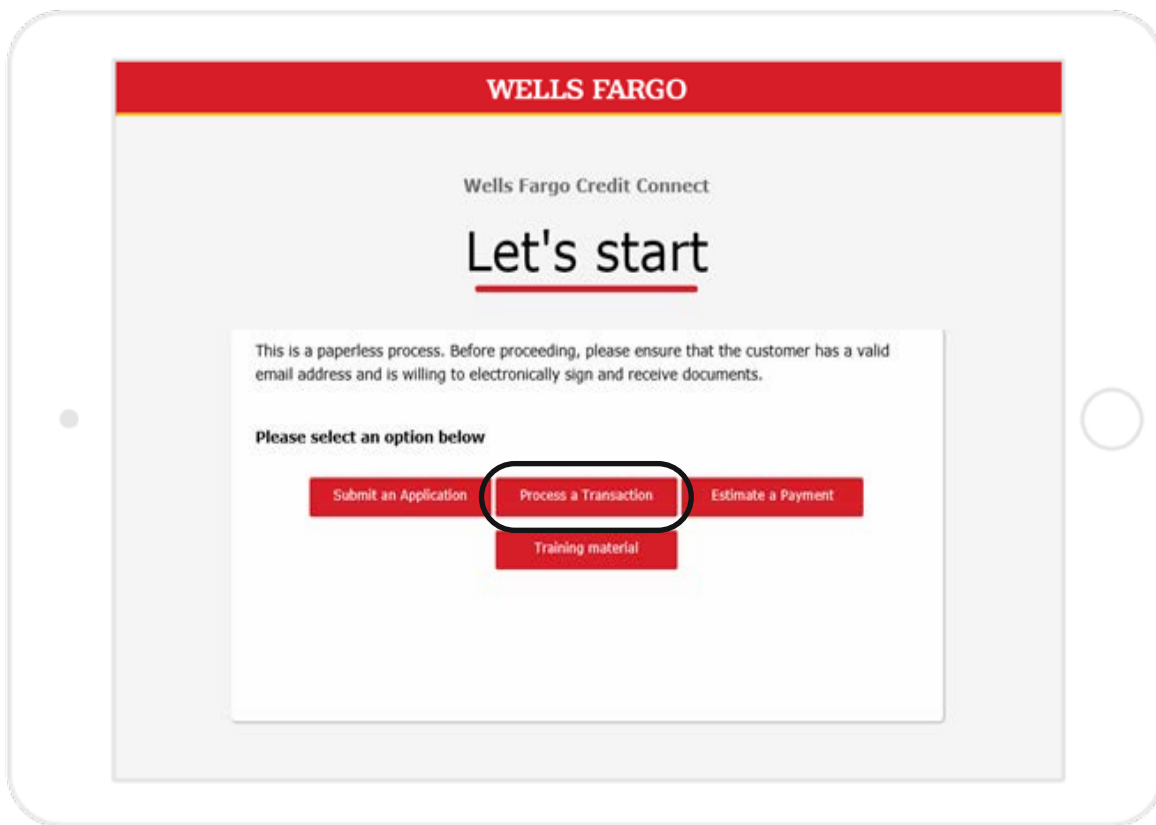 WELLS FARGO
Wells Fargo Credit Connect
Let's start
This is a paperless process. Before proceeding, please ensure that the customer has a valid
email address and is willing to electronically sign and receive documents.
Please select an option below
Submit an Application Process a Transaction Estimate a Payment
Training material